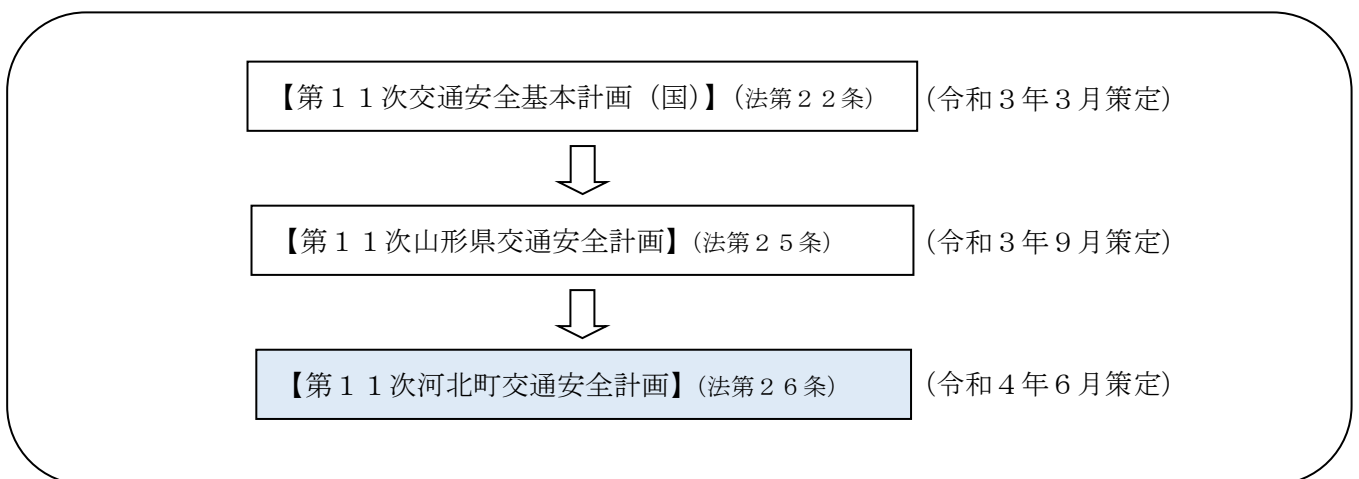 【第１１次交通安全基本計画（国）】（法第２２条） （令和３年３月策定）
【第１１次山形県交通安全計画】（法第２５条） （令和３年９月策定）
【第１１次河北町交通安全計画】（法第２６条） （令和４年６月策定）